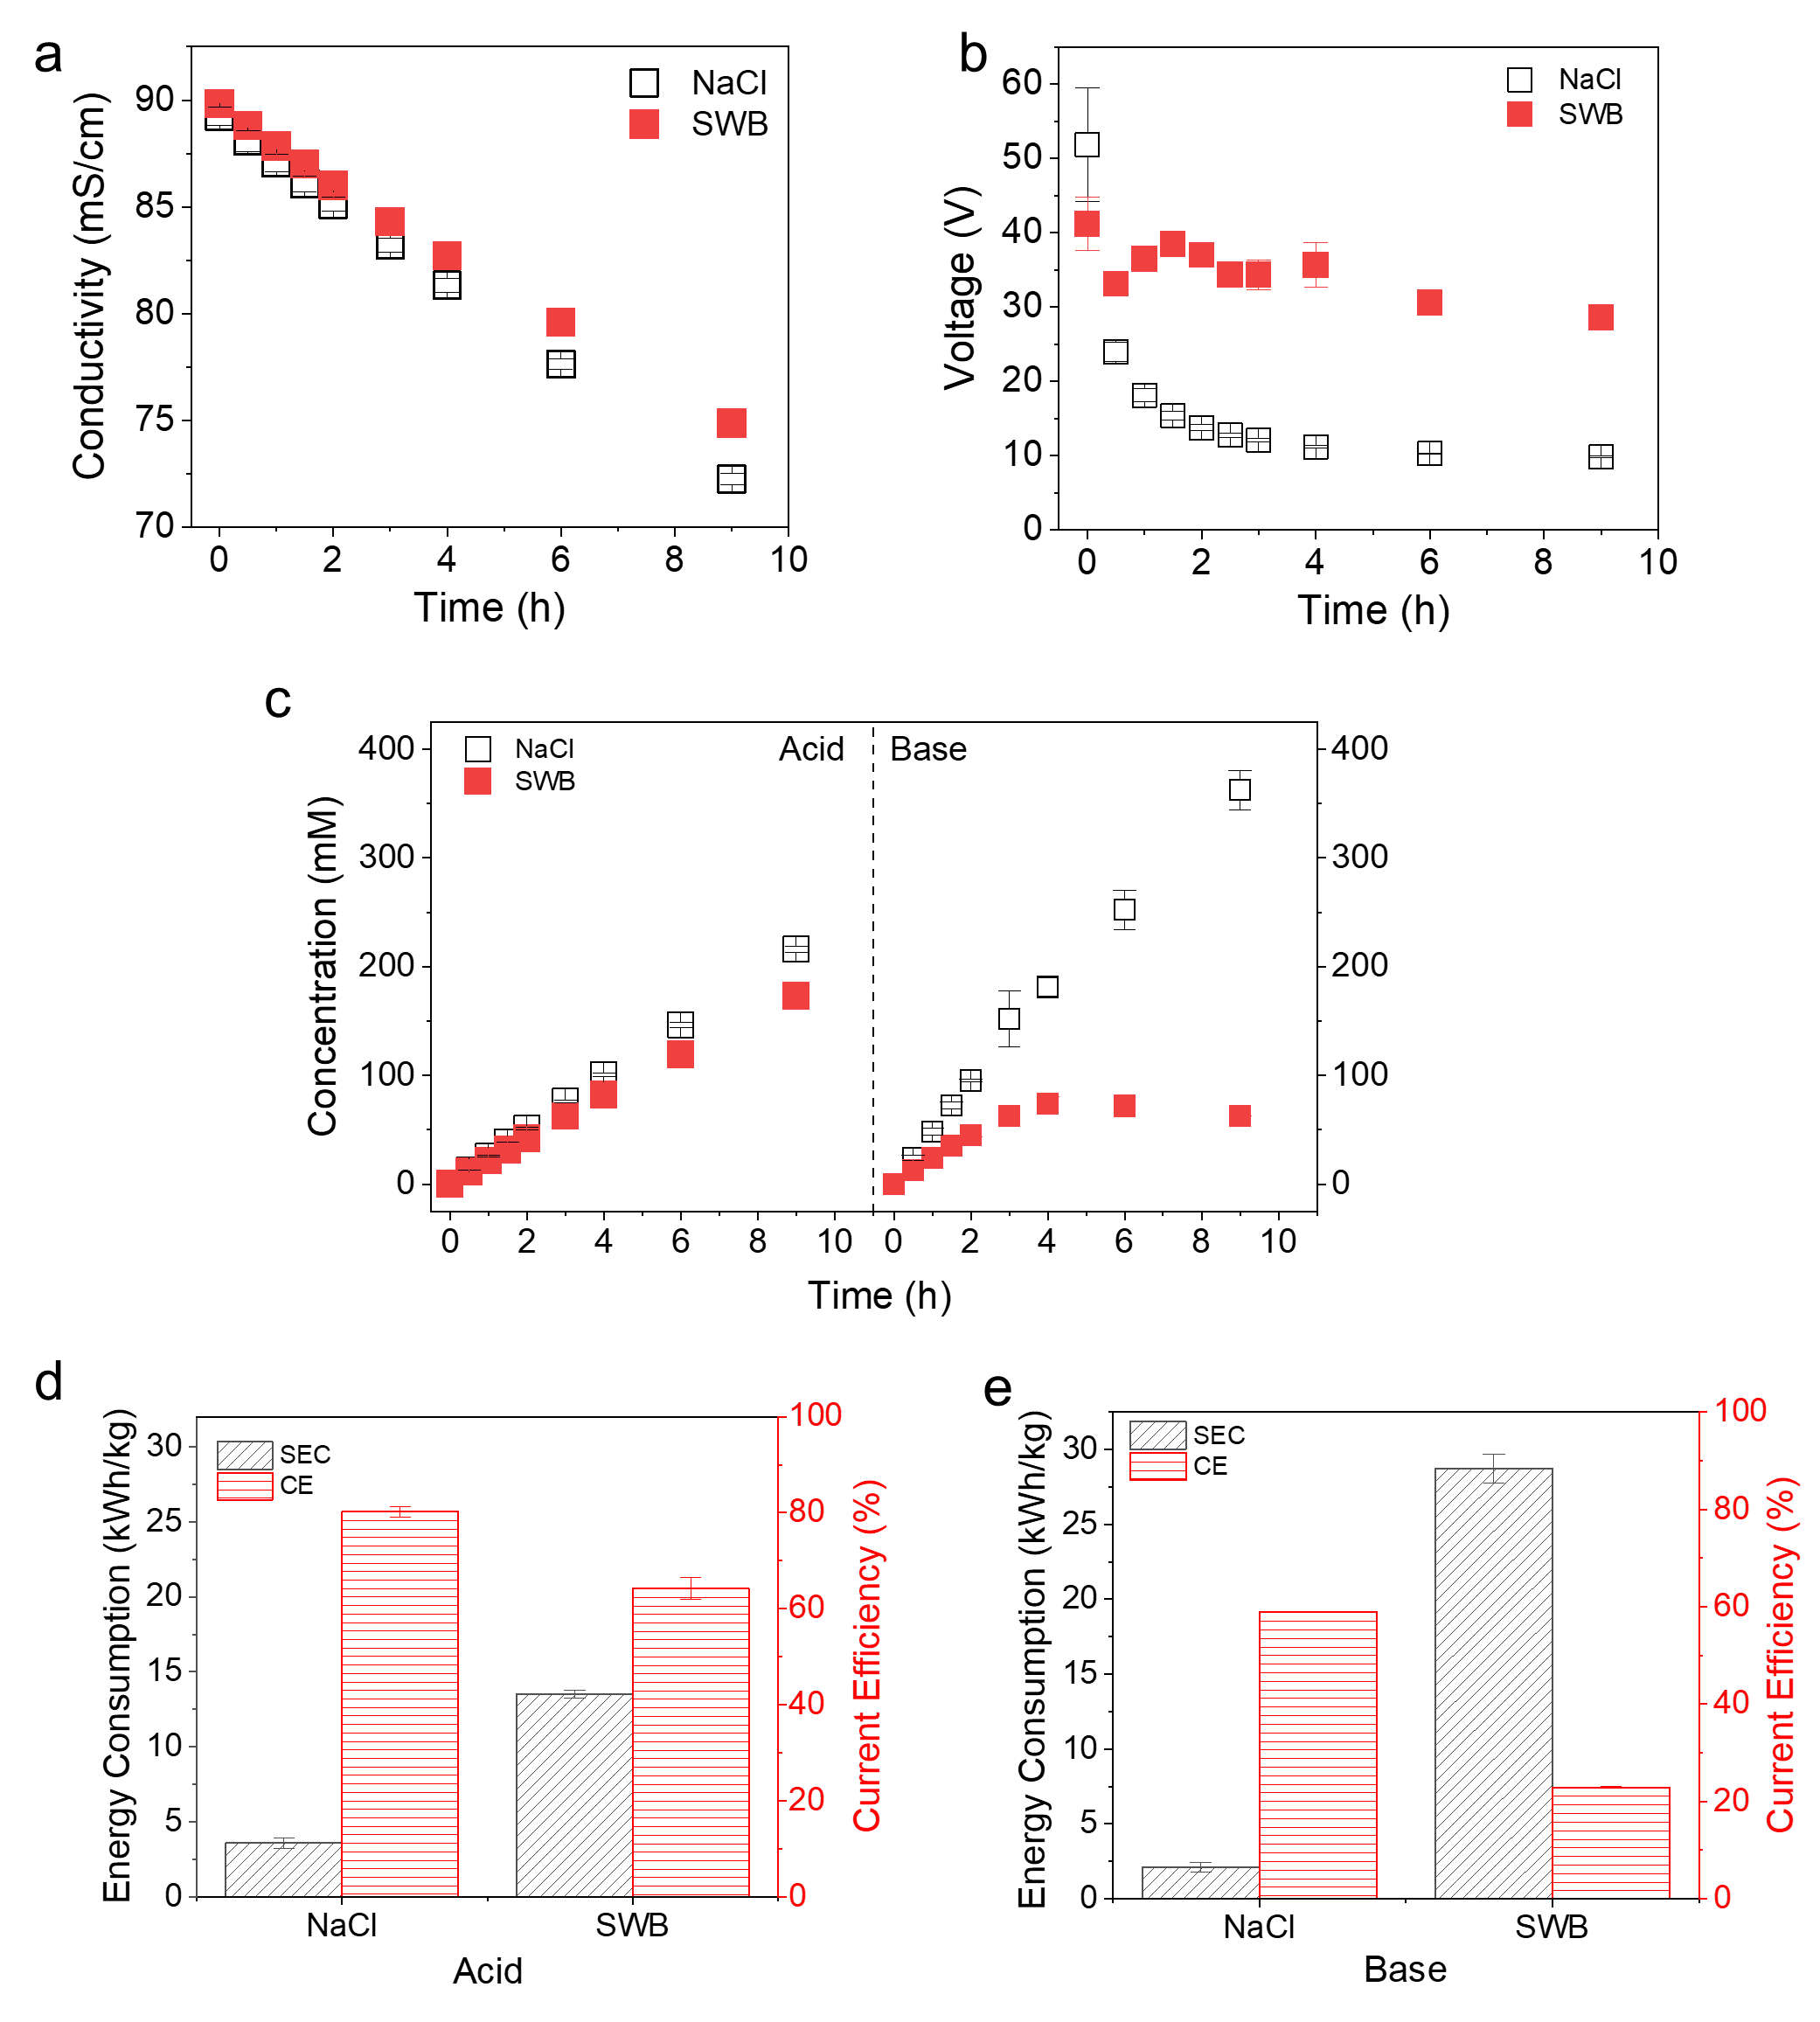 a
NaCl
SWB
Conductivity (mS/cm)
90
85
80
75
70
0 2 4 6 8 10
Time (h)
b
NaCl
SWB
Voltage (V)
60
50
40
30
20
10
0
0 2 4 6 8 10
Time (h)
c
NaCl
SWB
Acid
Base
Concentration (mM)
400
300
200
100
0
400
300
200
100
0
0 2 4 6 8 10
0 2 4 6 8 10
Time (h)
d
SEC
CE
Energy Consumption (kWh/kg)
30
25
20
15
10
5
0
100
80
60
40
20
0
Current Efficiency (%)
NaCl SWB
Acid
e
SEC
CE
Energy Consumption (kWh/kg)
30
25
20
15
10
5
0
100
80
60
40
20
0
Current Efficiency (%)
NaCl SWB
Base